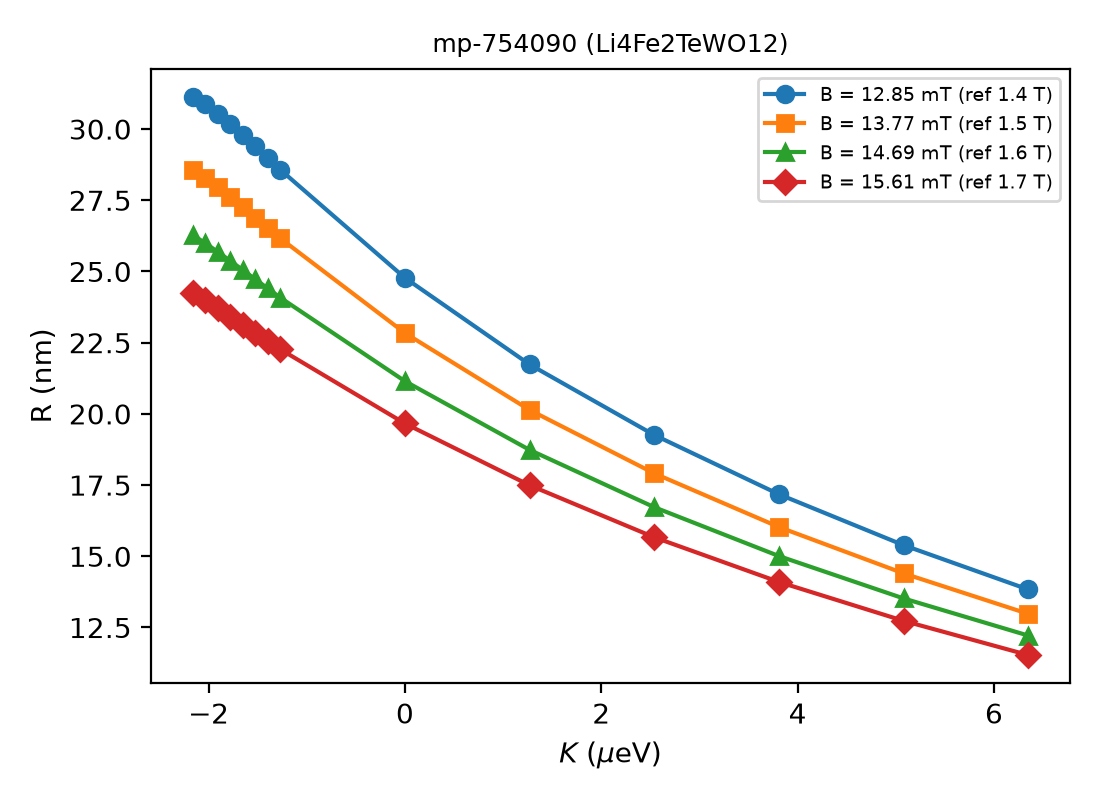 mp-754090 (Li4Fe2TeWO12)
B = 12.85 mT (ref 1.4 T)
B = 13.77 mT (ref 1.5 T)
B = 14.69 mT (ref 1.6 T)
B = 15.61 mT (ref 1.7 T)
R (nm)
30.0
27.5
25.0
22.5
20.0
17.5
15.0
12.5
−2 0 2 4 6
K (μeV)